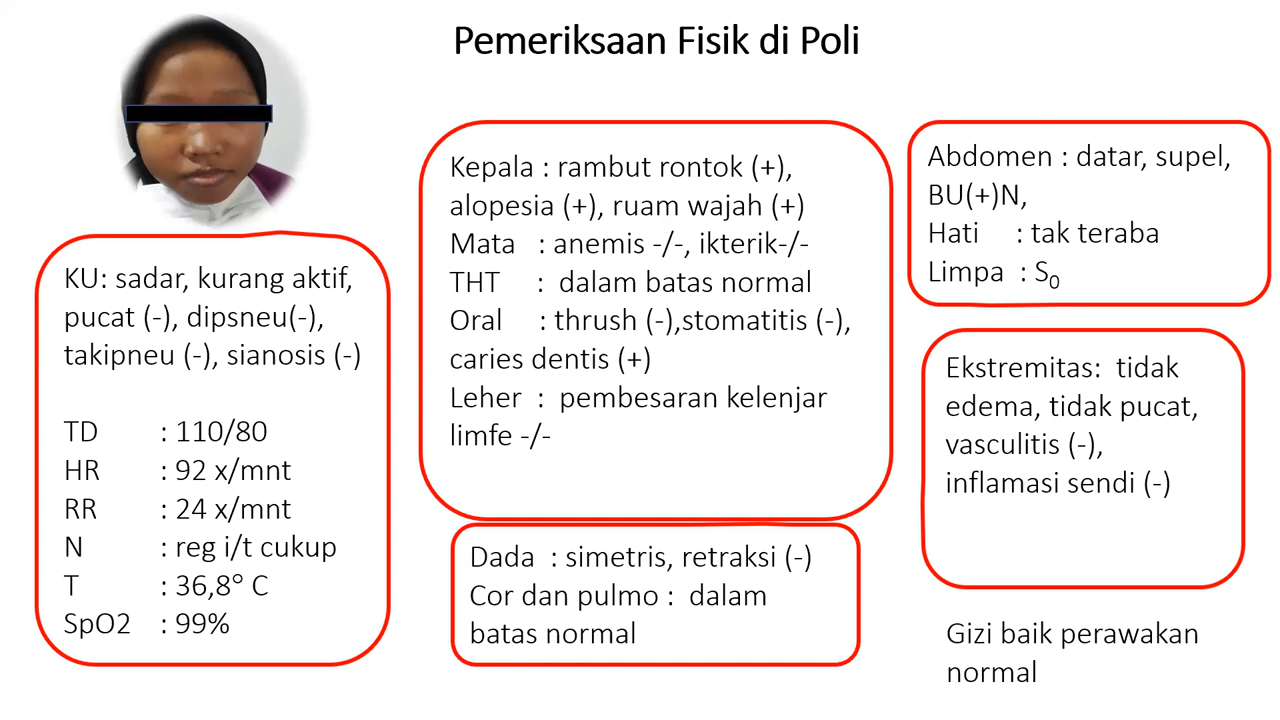 Pemeriksaan Fisik di Poli
KU: sadar, kurang aktif,
pucat (-), dipsneu(-),
takipneu (-), sianosis (-)
TD : 110/80
HR : 92 x/mnt
RR : 24 x/mnt
N : reg i/t cukup
T : 36,8° C
SpO2 : 99%
Kepala : rambut rontok (+),
alopesia (+), ruam wajah (+)
Mata : anemis -/-, ikterik-/-
THT : dalam batas normal
Oral : thrush (-),stomatitis (-),
caries dentis (+)
Leher : pembesaran kelenjar
limfe -/-
Dada : simetris, retraksi (-)
Cor dan pulmo : dalam
batas normal
Abdomen : datar, supel,
BU(+)N,
Hati : tak teraba
Limpa : S₀
Ekstremitas: tidak
edema, tidak pucat,
vasculitis (-),
inflamasi sendi (-)
Gizi baik perawakan
normal